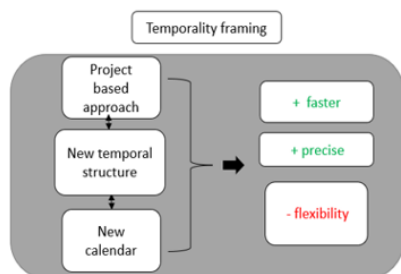 Temporality framing
Project
based
approach
New temporal
structure
New
calendar
+ faster
+ precise
- flexibility